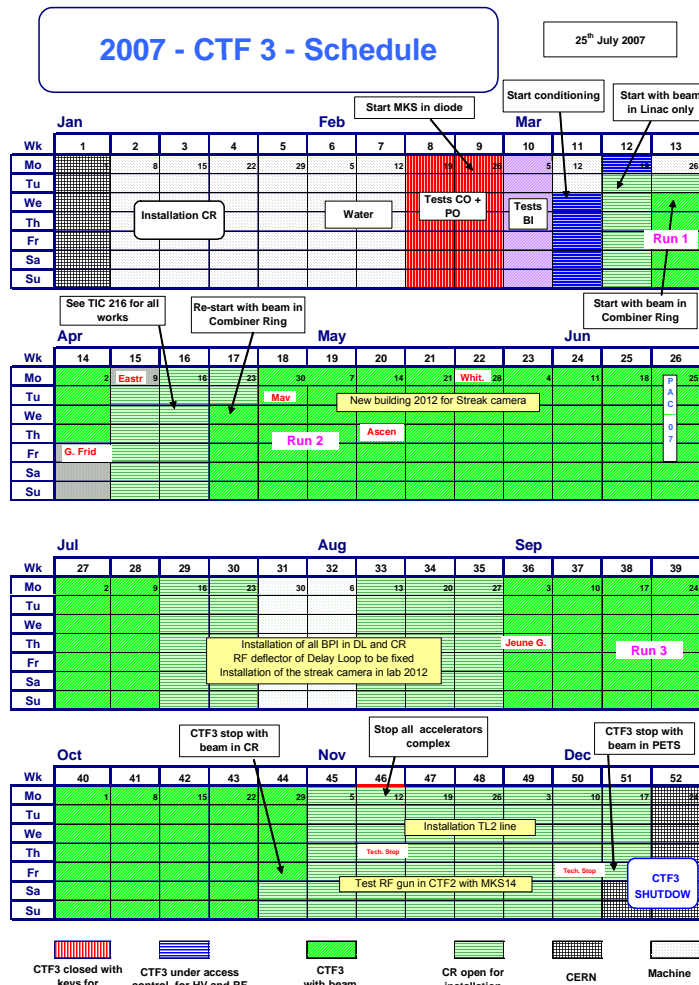 2007 - CTF 3 - Schedule
25th July 2007
Start MKS in diode
Start conditioning
Start with beam
in Linac only
Jan Feb Mar
Wk 1 2 3 4 5 6 7 8 9 10 11 12 13
Mo 1 8 15 22 29 5 12 19 26 5 12 19 26
Tu
We
Th
Fr
Sa
Su
Installation CR
Water
Tests CO +
PO
Tests
BI
Run 1
See TIC 216 for all
works
Re-start with beam in
Combiner Ring
Start with beam in
Combiner Ring
Apr May Jun
Wk 14 15 16 17 18 19 20 21 22 23 24 25 26
Mo 2 Eastr 9 16 23 30 7 14 21 Whit. 28 4 11 18 25
Tu May
We
Th Ascen
Fr G. Frid
Sa
Su
New building 2012 for Streak camera
Run 2
PAC 07
Jul Aug Sep
Wk 27 28 29 30 31 32 33 34 35 36 37 38 39
Mo 2 9 16 23 30 6 13 20 27 3 10 17 24
Tu
We
Th Jeune G.
Fr
Sa
Su
Installation of all BPI in DL and CR
RF deflector of Delay Loop to be fixed
Installation of the streak camera in lab 2012
Run 3
CTF3 stop with
beam in CR
Stop all accelerators
complex
CTF3 stop with
beam in PETS
Oct Nov Dec
Wk 40 41 42 43 44 45 46 47 48 49 50 51 52
Mo 1 8 15 22 29 5 12 19 26 3 10 17 24
Tu
We
Th Tech. Stop
Fr Tech. Stop
Sa
Su
Installation TL2 line
Test RF gun in CTF2 with MKS14
CTF3
SHUTDOW
CTF3 closed with
keys for
CTF3 under access
control for HV and RF
CTF3
with beam
CR open for
installation
CERN
Machine